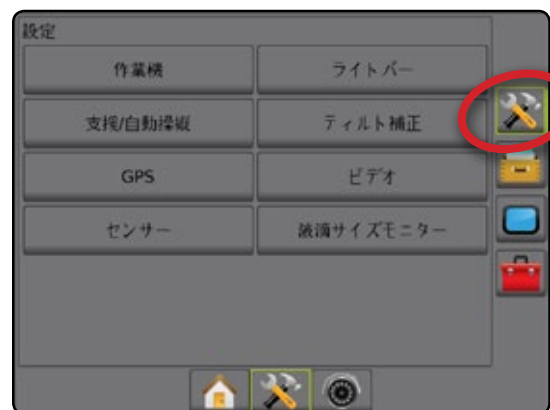 設定
作業機
ライトバー
支援/自動操縦
ティルト補正
GPS
ビデオ
センサー
液滴サイズモニター